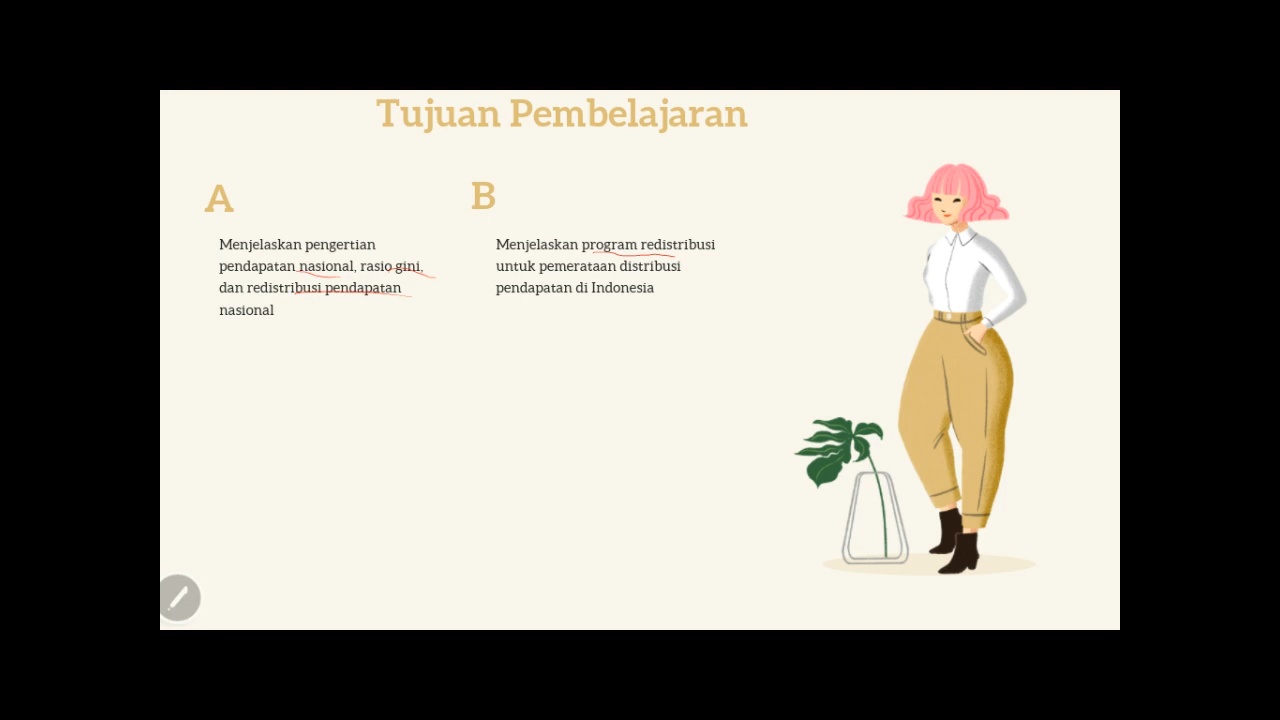 Tujuan Pembelajaran
A
Menjelaskan pengertian
pendapatan nasional, rasio gini,
dan redistribusi pendapatan
nasional
B
Menjelaskan program redistribusi
untuk pemerataan distribusi
pendapatan di Indonesia